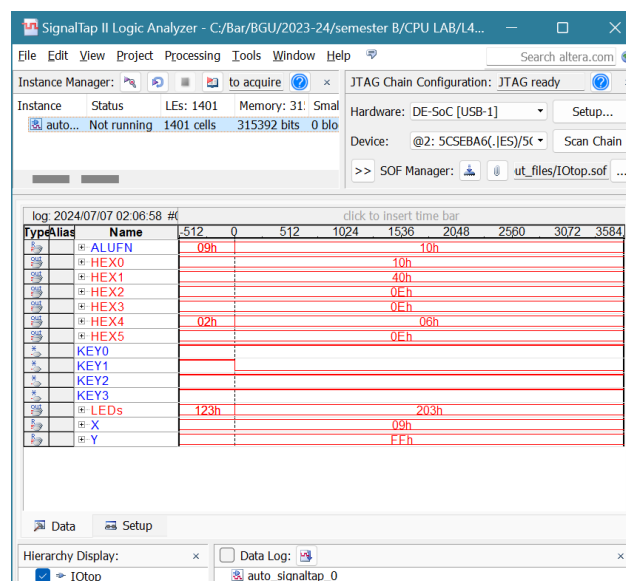 SignalTap II Logic Analyzer - C:/Bar/BGU/2023-24/semester B/CPU LAB/L4...
File Edit View Project Processing Tools Window Help
Search altera.com
Instance Manager: to acquire
JTAG Chain Configuration: JTAG ready
Instance Status LEs: 1401 Memory: 31! Smal
auto... Not running 1401 cells 315392 bits 0 blo
Hardware: DE-SoC [USB-1] Setup...
Device: @2: 5CSEBA6(.|ES)/5( Scan Chain
>> SOF Manager: ut_files/IOtop.sof ...
log: 2024/07/07 02:06:58 #( click to insert time bar
Type Alias Name -512 0 512 1024 1536 2048 2560 3072 3584
ALUFN 09h 10h
HEX0 10h
HEX1 40h
HEX2 0Eh
HEX3 0Eh
HEX4 02h 06h
HEX5 0Eh
KEY0
KEY1
KEY2
KEY3
LEDs 123h 203h
X 09h
Y FFh
Data Setup
Hierarchy Display: × Data Log:
IOtop auto_signaltap_0